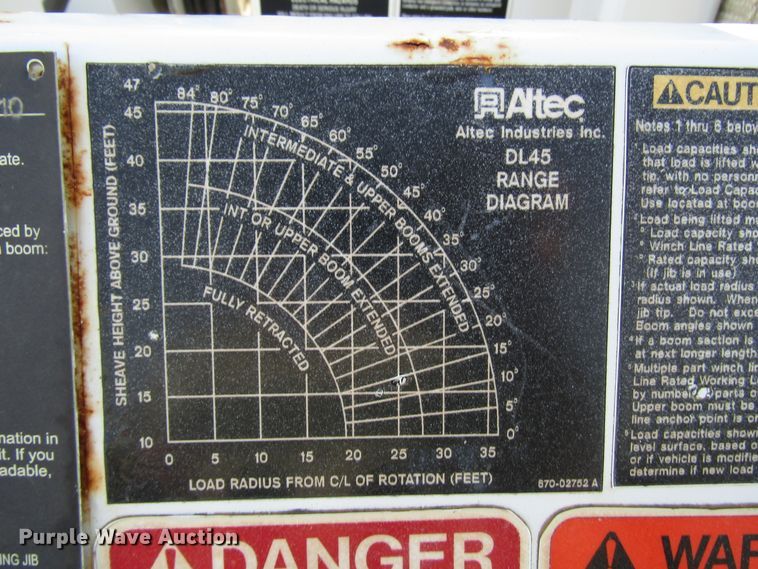 10
ate.
ced by
n boom:
mation in
it. If you
adable,
ING JIB
Altec
Altec Industries Inc.
DL45
RANGE
DIAGRAM
84°
80°
75°
70°
65°
60°
55°
50°
45°
40°
35°
30°
25°
20°
15°
10°
5°
0°
INTERMEDIATE & UPPER BOOMS EXTENDED
INT OR UPPER BOOM EXTENDED
FULLY RETRACTED
SHEAVE HEIGHT ABOVE GROUND (FEET)
47
45
40
35
30
25
20
15
10
0
5
10
15
20
25
30
35
LOAD RADIUS FROM C/L OF ROTATION (FEET)
870-02752 A
CAUT
Notes 1 thru 6 below
Load capacities sho
that load is lifted w
tip, with no personn
refer to Load Capac
Use located at boo
Load being lifted ma
° Load capacity sho
° Winch Line Rated
° Rated capacity sh
(If jib is in use)
If actual load radius
radius shown. When
jib tip. Do not exce
Boom angles shown
If a boom section is
at next longer length
Multiple part winch lin
Line Rated Working L
by number parts o
Upper boom must be
line anchor point is o
Load capacities shown
level surface, based o
or if vehicle is modifie
determine if new load
DANGER
WAR
Purple Wave Auction